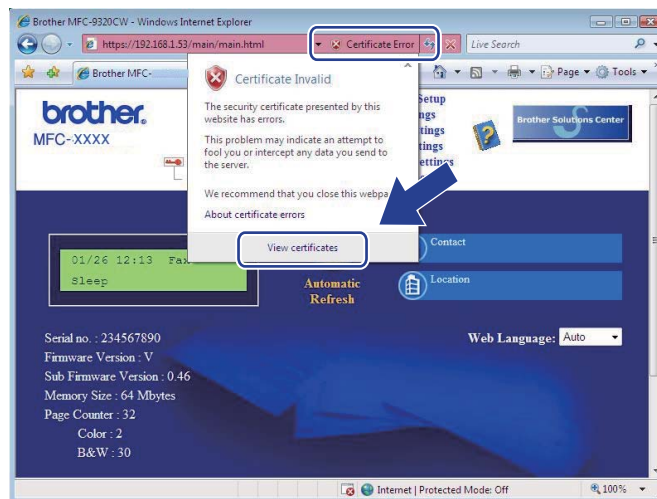 Brother MFC-9320CW - Windows Internet Explorer
https://192.168.1.53/main/main.html
Certificate Error
Live Search
Brother MFC-
Page
Tools
Certificate Invalid
The security certificate presented by this
website has errors.
This problem may indicate an attempt to
fool you or intercept any data you send to
the server.
We recommend that you close this webpa
About certificate errors
View certificates
brother.
MFC-XXXX
Setup
ngs
tings
tings
ettings
Brother Solutions Center
01/26 12:13 Fax
Sleep
Automatic
Refresh
Contact
Location
Serial no. : 234567890
Web Language: Auto
Firmware Version : V
Sub Firmware Version : 0.46
Memory Size : 64 Mbytes
Page Counter : 32
Color : 2
B&W : 30
Internet | Protected Mode: Off
100%